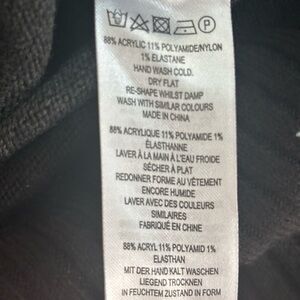 P
88% ACRYLIC 11% POLYAMIDE/NYLON
1% ELASTANE
HAND WASH COLD.
DRY FLAT
RE-SHAPE WHILST DAMP
WASH WITH SIMILAR COLOURS
MADE IN CHINA
88% ACRYLIQUE 11% POLYAMIDE 1%
ÉLASTHANNE
LAVER À LA MAIN À L'EAU FROIDE
SÉCHER À PLAT
REDONNER FORME AU VÊTEMENT
ENCORE HUMIDE
LAVER AVEC DES COULEURS
SIMILAIRES
FABRIQUÉ EN CHINE
88% ACRYL 11% POLYAMID 1%
ELASTHAN
MIT DER HAND KALT WASCHEN
LIEGEND TROCKNEN
IN FEUCHTEM ZUSTAND IN FORM